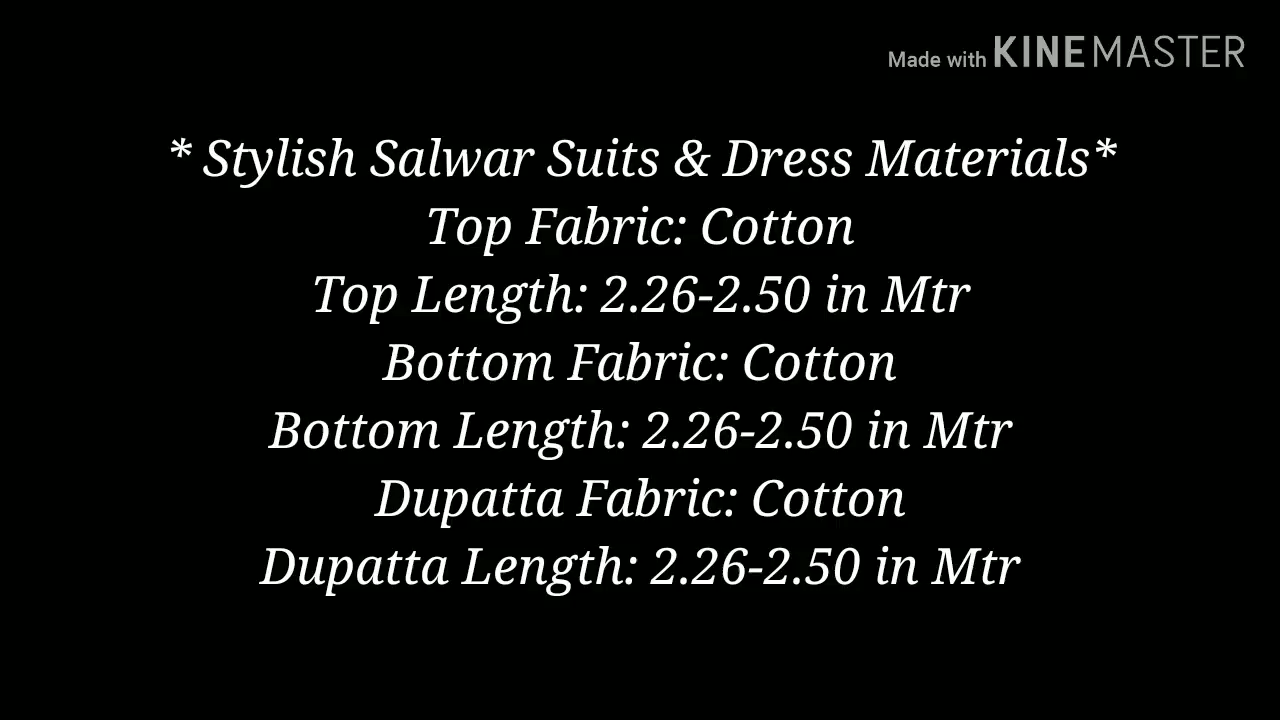 Made with KINEMASTER
* Stylish Salwar Suits & Dress Materials*
Top Fabric: Cotton
Top Length: 2.26-2.50 in Mtr
Bottom Fabric: Cotton
Bottom Length: 2.26-2.50 in Mtr
Dupatta Fabric: Cotton
Dupatta Length: 2.26-2.50 in Mtr